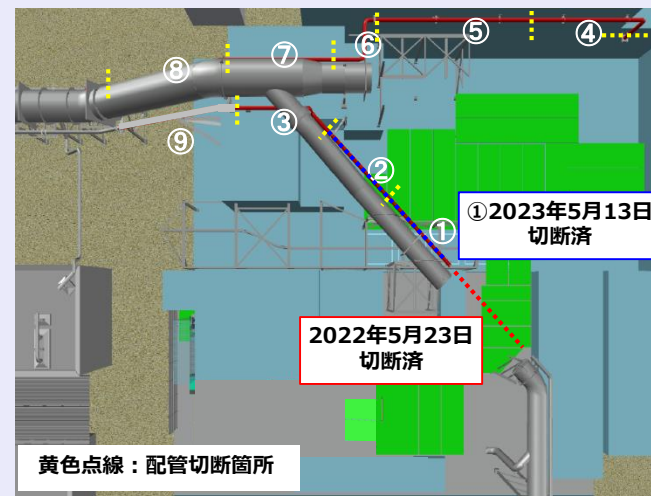 ⑦
⑥
⑤
④
⑧
③
⑨
②
①
①2023年5月13日
切断済
2022年5月23日
切断済
黄色点線：配管切断箇所